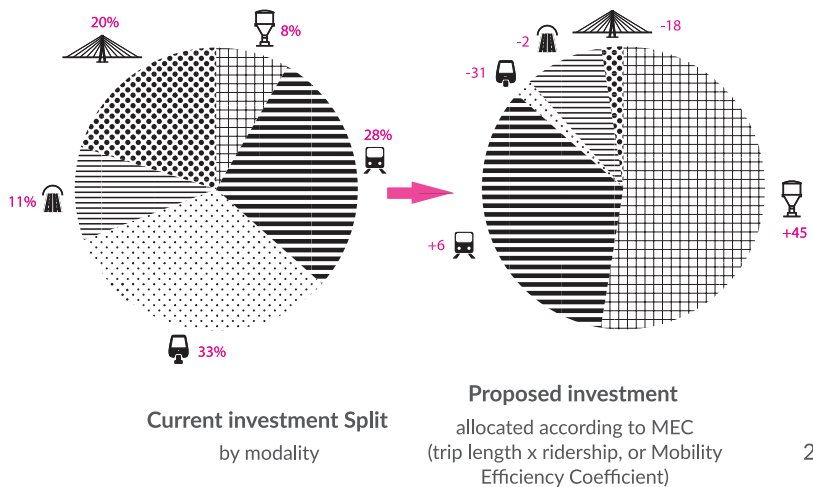 20%
8%
28%
11%
33%
-18
-2
-31
+6
+45
Current investment Split
by modality
Proposed investment
allocated according to MEC
(trip length x ridership, or Mobility
Efficiency Coefficient)
2